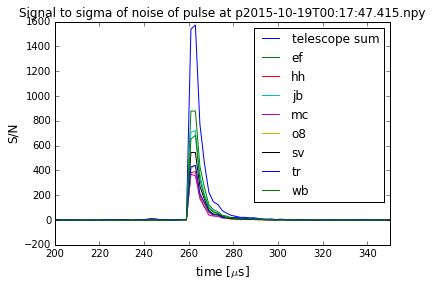 Signal to sigma of noise of pulse at p2015-10-19T00:17:47.415.npy
S/N
1600
1400
1200
1000
800
600
400
200
0
−200
200
220
240
260
280
300
320
340
time [μs]
telescope sum
ef
hh
jb
mc
o8
sv
tr
wb